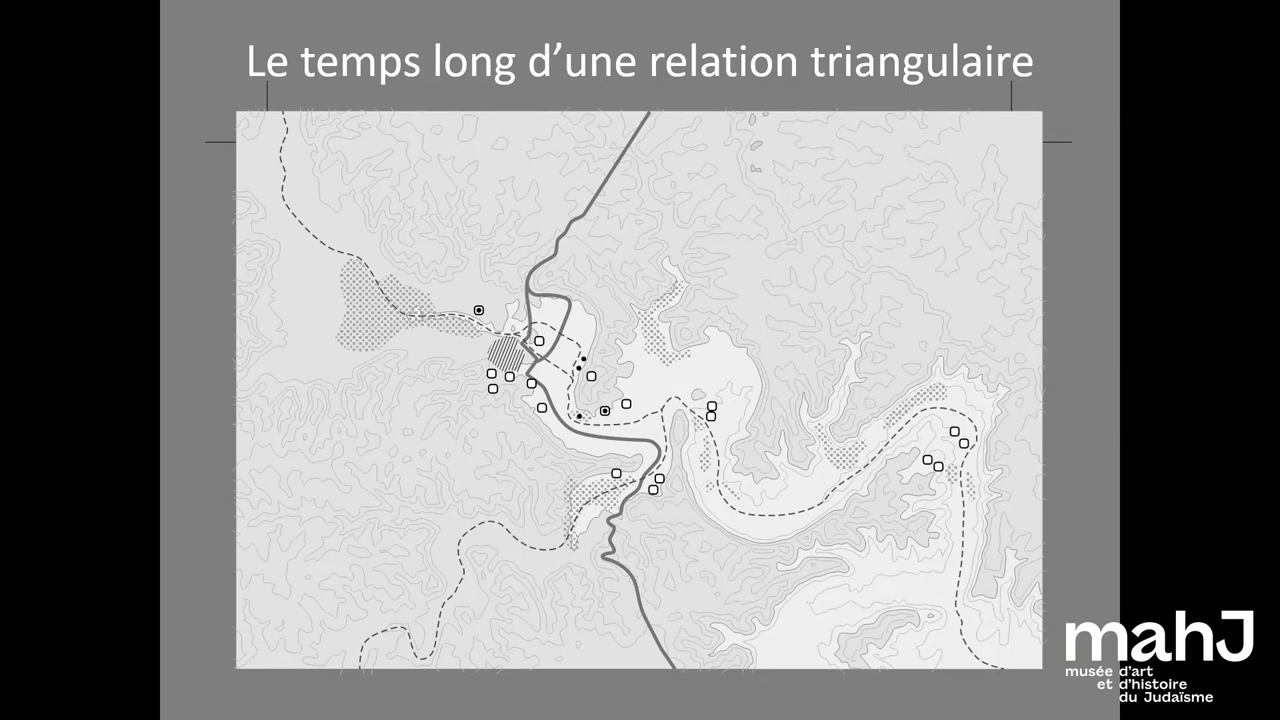 Le temps long d’une relation triangulaire
mahJ
musée d'art
et d'histoire
du Judaïsme